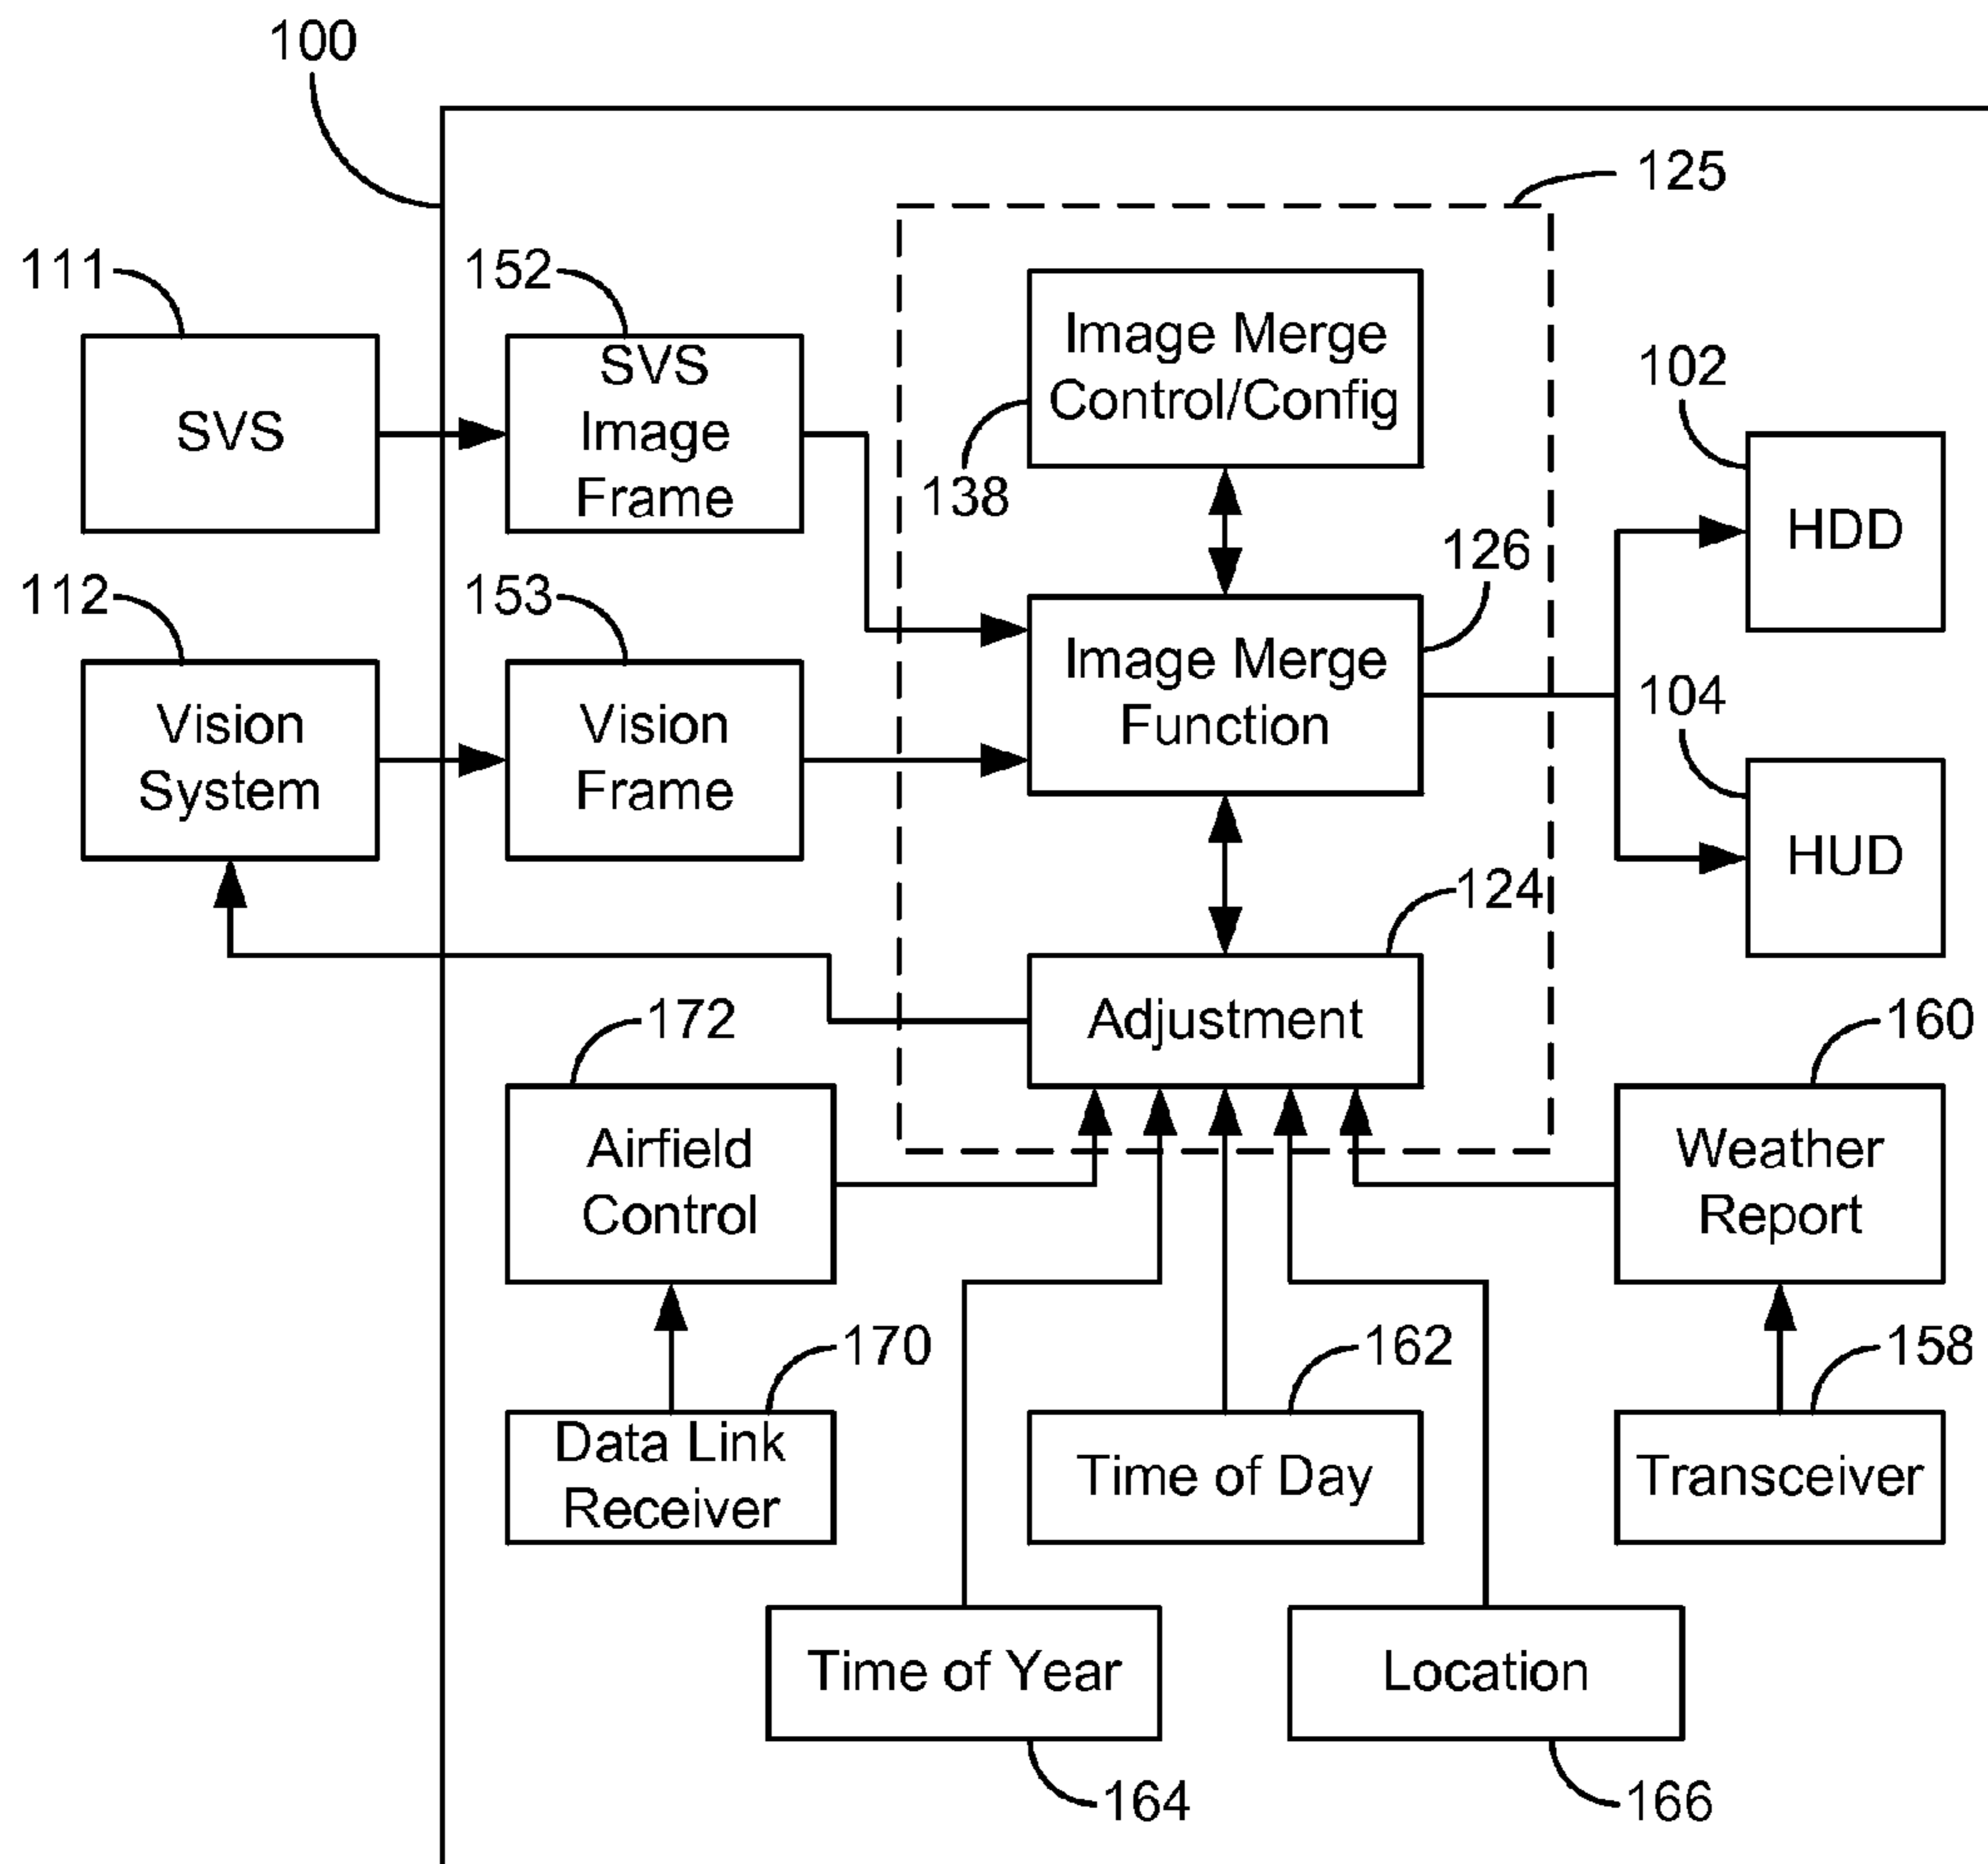 100
125
111
152
SVS
SVS
Image
Frame
Image Merge
Control/Config
138
102
HDD
112
153
126
Vision
System
Vision
Frame
Image Merge
Function
104
HUD
124
Adjustment
172
Airfield
Control
160
Weather
Report
170
Data Link
Receiver
162
Time of Day
158
Transceiver
Time of Year
164
Location
166